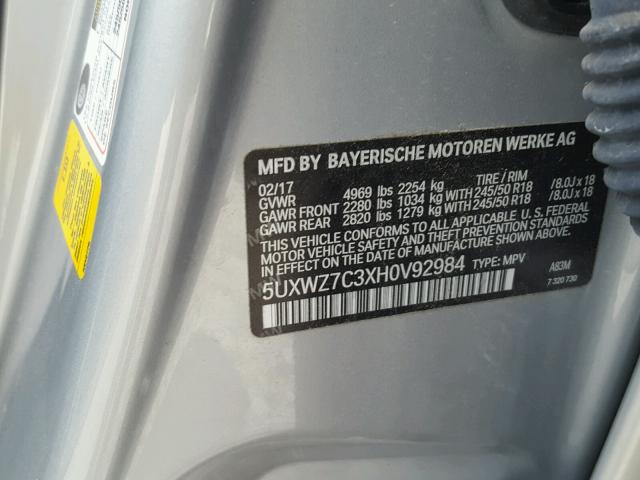 MFD BY BAYERISCHE MOTOREN WERKE AG
02/17 TIRE / RIM
GVWR 4969 lbs 2254 kg
GAWR FRONT 2280 lbs 1034 kg WITH 245/50 R18 /8.0J x 18
GAWR REAR 2820 lbs 1279 kg WITH 245/50 R18 /8.0J x 18
THIS VEHICLE CONFORMS TO ALL APPLICABLE U.S. FEDERAL
MOTOR VEHICLE SAFETY AND THEFT PREVENTION STANDARDS
IN EFFECT ON THE DATE OF MANUFACTURE SHOWN ABOVE.
5UXWZ7C3XH0V92984 TYPE: MPV A83M
7 320 730